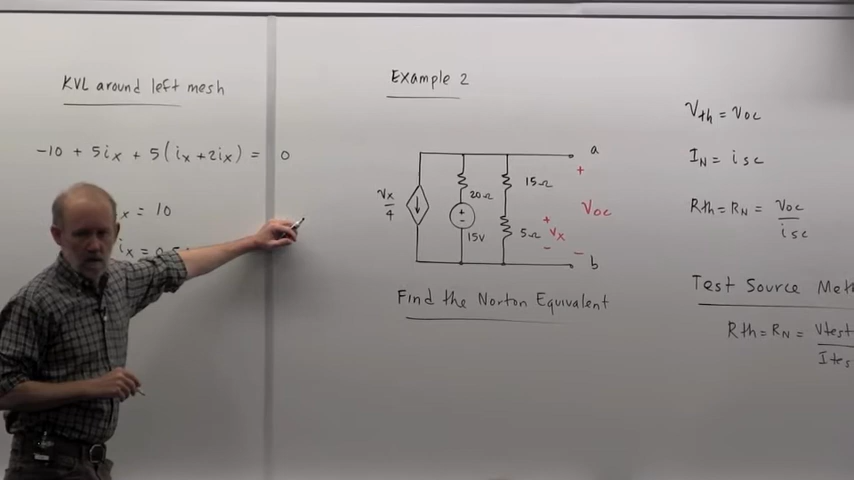 KVL around left mesh
-10 + 5ix + 5(ix+2ix) = 0
x = 10
ix = 0.5
Example 2
a
+
Vx/4
20Ω
15Ω
+
-
15V
5Ω
+
Vx
-
Voc
-
b
Find the Norton Equivalent
Vth = Voc
IN = isc
Rth = RN = Voc/isc
Test Source Met
Rth = RN = Vtest/Ites